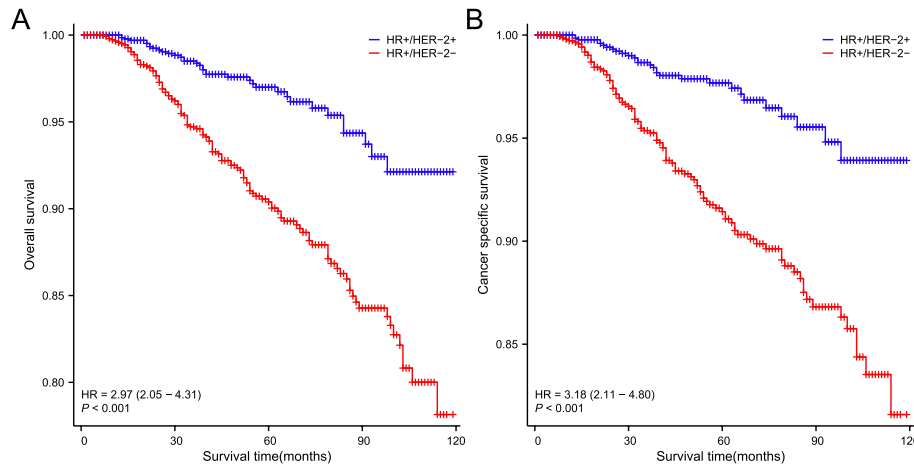 A
HR+/HER−2+
HR+/HER−2−
1.00
0.95
0.90
0.85
0.80
Overall survival
HR = 2.97 (2.05 − 4.31)
P < 0.001
0 30 60 90 120
Survival time(months)
B
HR+/HER−2+
HR+/HER−2−
1.00
0.95
0.90
0.85
Cancer specific survival
HR = 3.18 (2.11 − 4.80)
P < 0.001
0 30 60 90 120
Survival time(months)